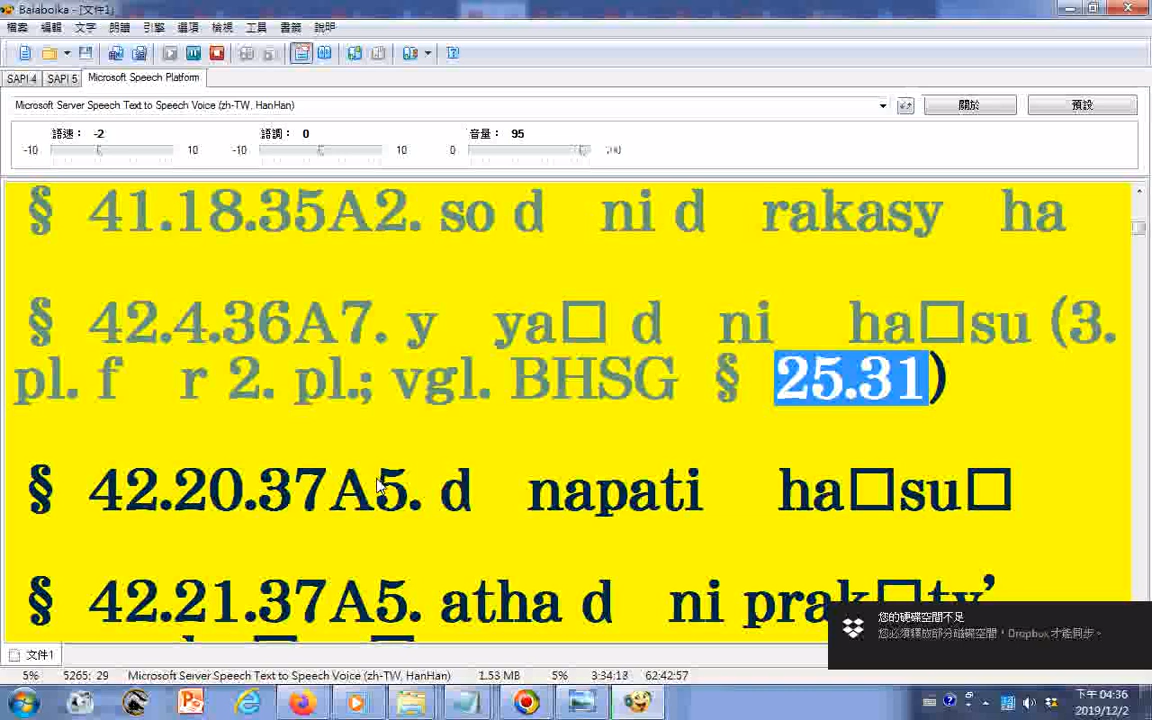 Balabolka - [文件1]
檔案 編輯 文字 朗讀 引擎 選項 檢視 工具 書籤 說明
SAPI 4 SAPI 5 Microsoft Speech Platform
Microsoft Server Speech Text to Speech Voice (zh-TW, HanHan) 關於 預設
語速： -2 語調： 0 音量： 95
-10 10 -10 10 0 100
§ 41.18.35A2. so d ni d rakasy ha
§ 42.4.36A7. y ya□ d ni ha□su (3.
pl. f r 2. pl.; vgl. BHSG § 25.31)
§ 42.20.37A5. d napati ha□su□
§ 42.21.37A5. atha d ni prak□ty’
您的硬碟空間不足
您必須釋放部分磁碟空間，Dropbox 才能同步。
文件1
5% 5265: 29 Microsoft Server Speech Text to Speech Voice (zh-TW, HanHan) 1.53 MB 5% 3:34:13 62:42:57
下午 04:36
2019/12/2